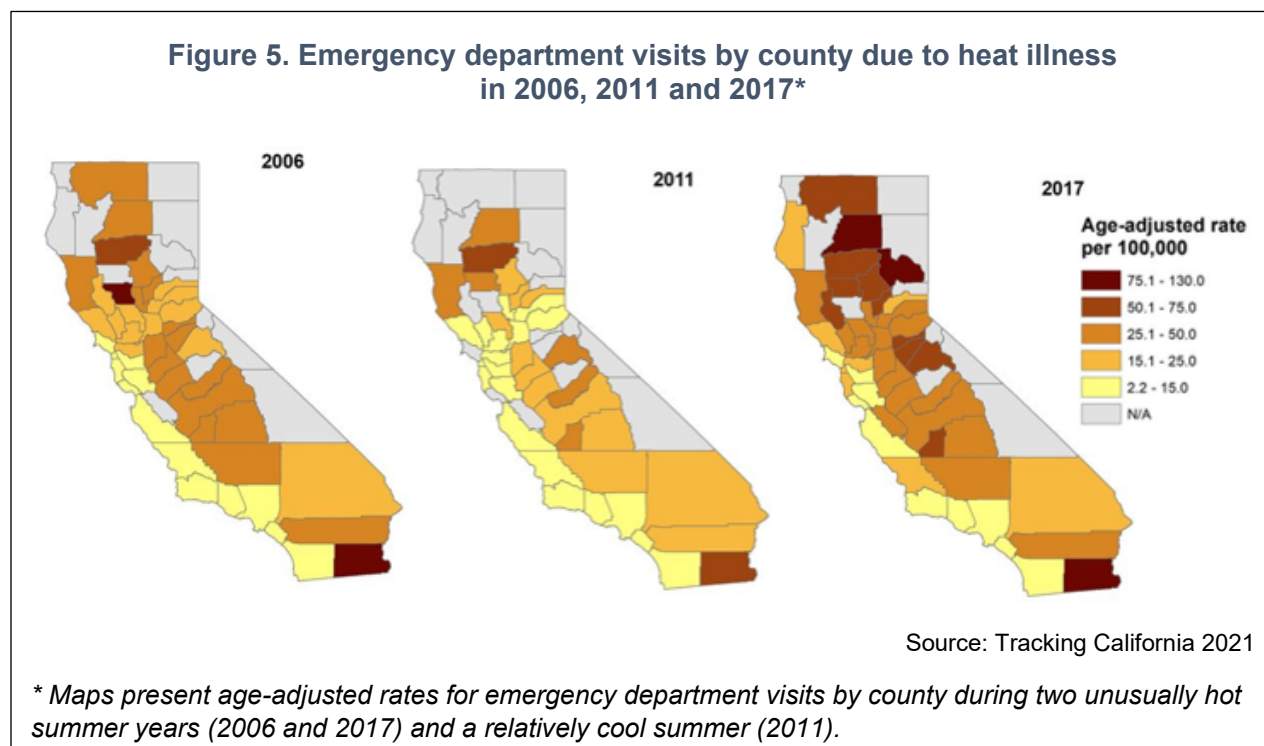 Figure 5. Emergency department visits by county due to heat illness
in 2006, 2011 and 2017*
2006
2011
2017
Age-adjusted rate
per 100,000
75.1 - 130.0
50.1 - 75.0
25.1 - 50.0
15.1 - 25.0
2.2 - 15.0
N/A
Source: Tracking California 2021
* Maps present age-adjusted rates for emergency department visits by county during two unusually hot
summer years (2006 and 2017) and a relatively cool summer (2011).